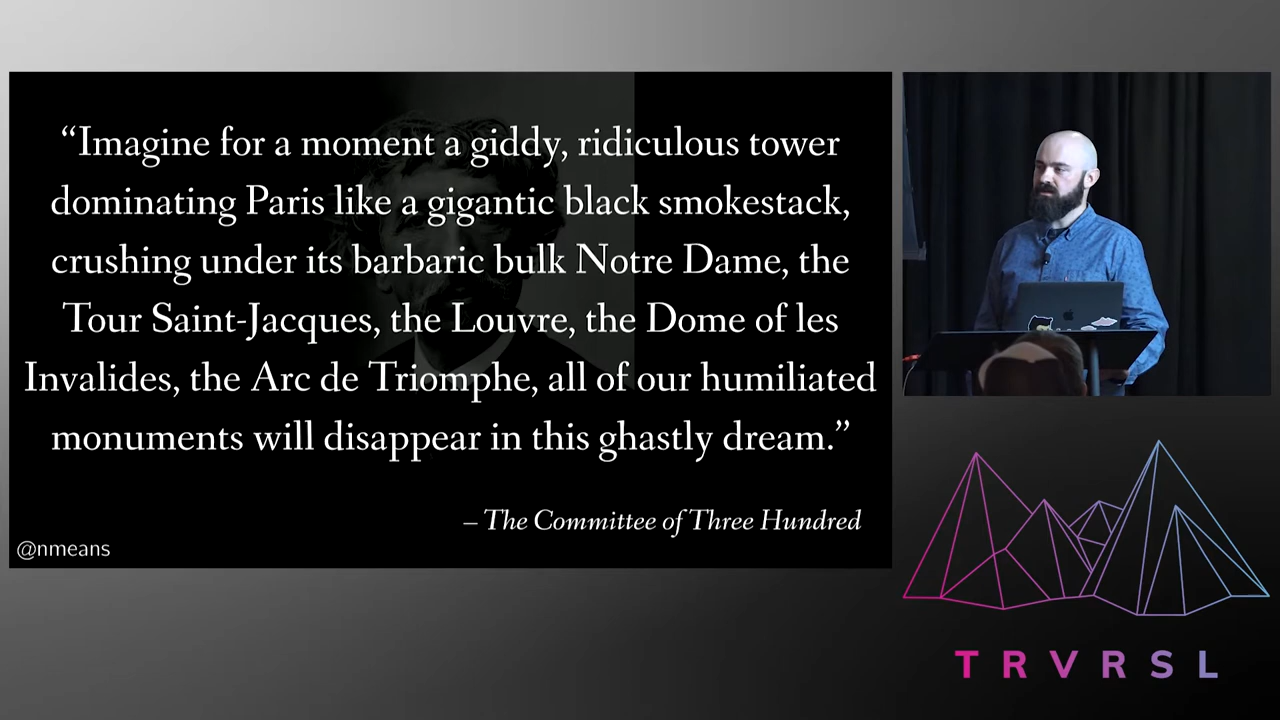 “Imagine for a moment a giddy, ridiculous tower
dominating Paris like a gigantic black smokestack,
crushing under its barbaric bulk Notre Dame, the
Tour Saint-Jacques, the Louvre, the Dome of les
Invalides, the Arc de Triomphe, all of our humiliated
monuments will disappear in this ghastly dream.”
– The Committee of Three Hundred
@nmeans
TRVRSL